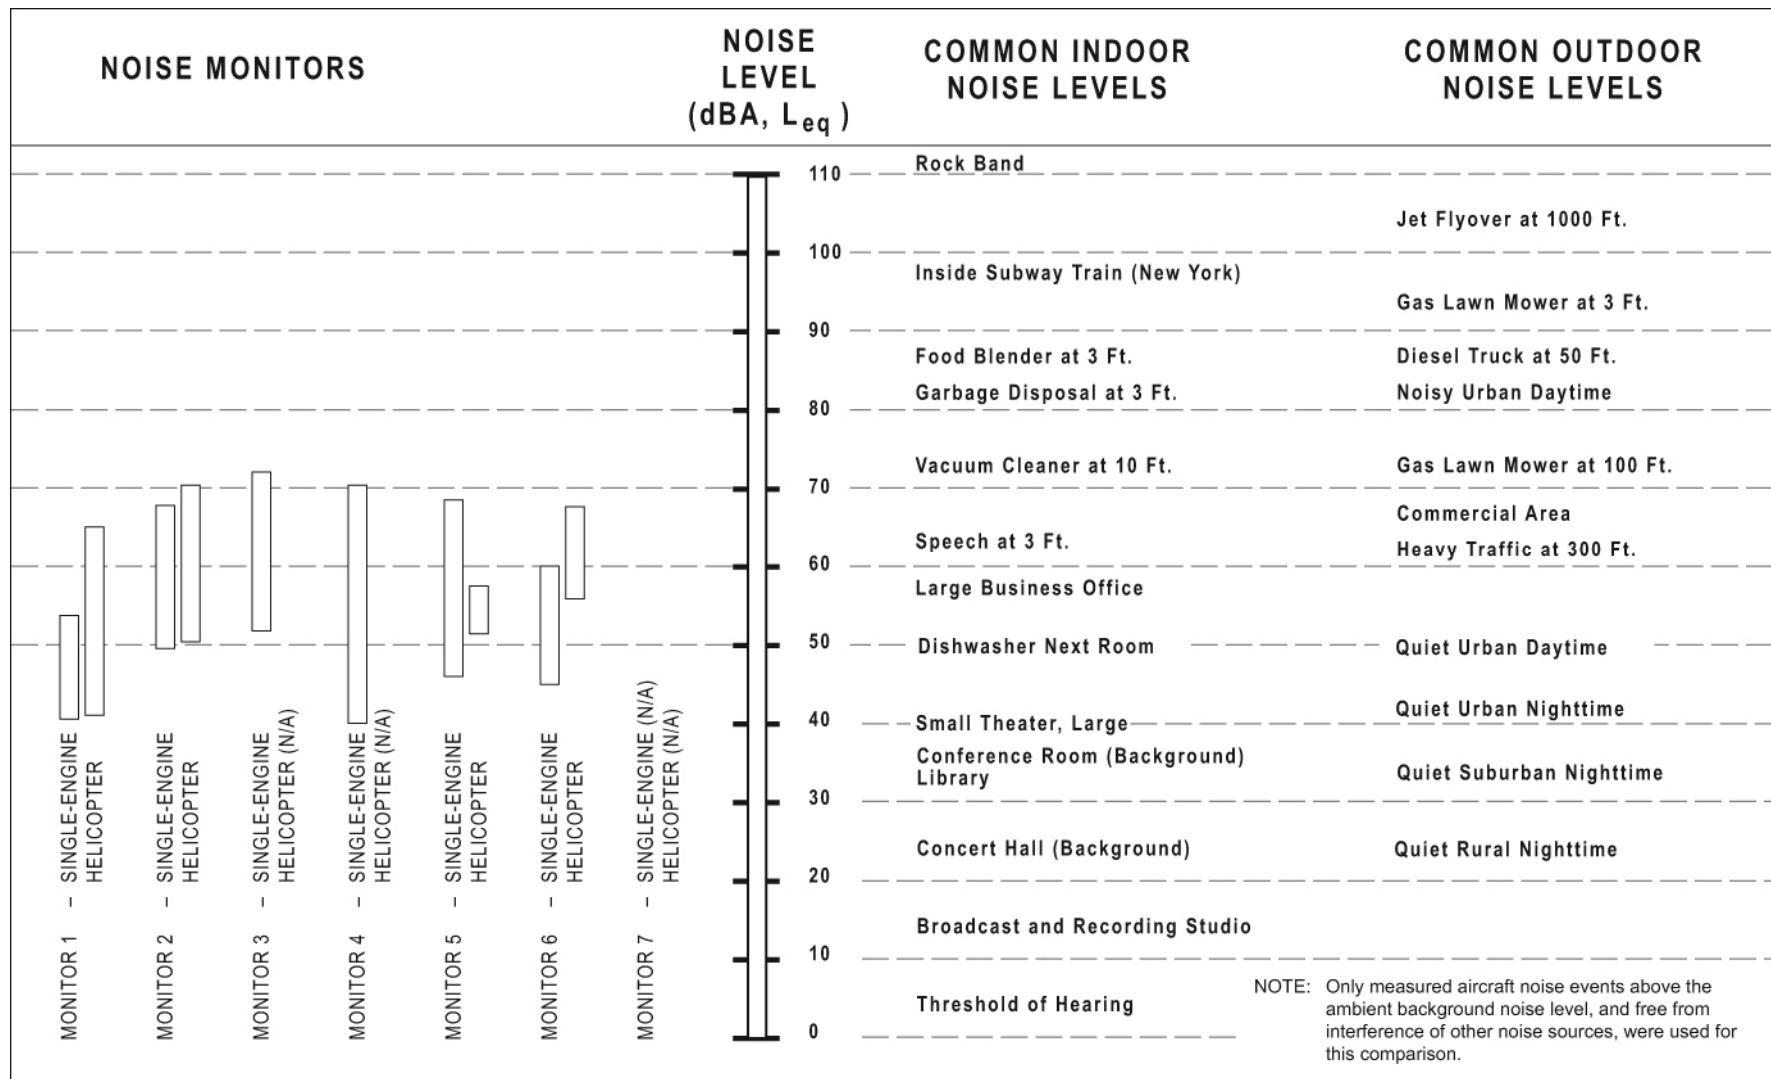 NOISE MONITORS
NOISE
LEVEL
(dBA, Leq )
COMMON INDOOR
NOISE LEVELS
COMMON OUTDOOR
NOISE LEVELS
110
100
90
80
70
60
50
40
30
20
10
0
Rock Band
Inside Subway Train (New York)
Food Blender at 3 Ft.
Garbage Disposal at 3 Ft.
Vacuum Cleaner at 10 Ft.
Speech at 3 Ft.
Large Business Office
Dishwasher Next Room
Small Theater, Large
Conference Room (Background)
Library
Concert Hall (Background)
Broadcast and Recording Studio
Threshold of Hearing
Jet Flyover at 1000 Ft.
Gas Lawn Mower at 3 Ft.
Diesel Truck at 50 Ft.
Noisy Urban Daytime
Gas Lawn Mower at 100 Ft.
Commercial Area
Heavy Traffic at 300 Ft.
Quiet Urban Daytime
Quiet Urban Nighttime
Quiet Suburban Nighttime
Quiet Rural Nighttime
MONITOR 1 – SINGLE-ENGINE
HELICOPTER
MONITOR 2 – SINGLE-ENGINE
HELICOPTER
MONITOR 3 – SINGLE-ENGINE
HELICOPTER (N/A)
MONITOR 4 – SINGLE-ENGINE
HELICOPTER (N/A)
MONITOR 5 – SINGLE-ENGINE
HELICOPTER
MONITOR 6 – SINGLE-ENGINE
HELICOPTER
MONITOR 7 – SINGLE-ENGINE (N/A)
HELICOPTER (N/A)
NOTE: Only measured aircraft noise events above the
ambient background noise level, and free from
interference of other noise sources, were used for
this comparison.